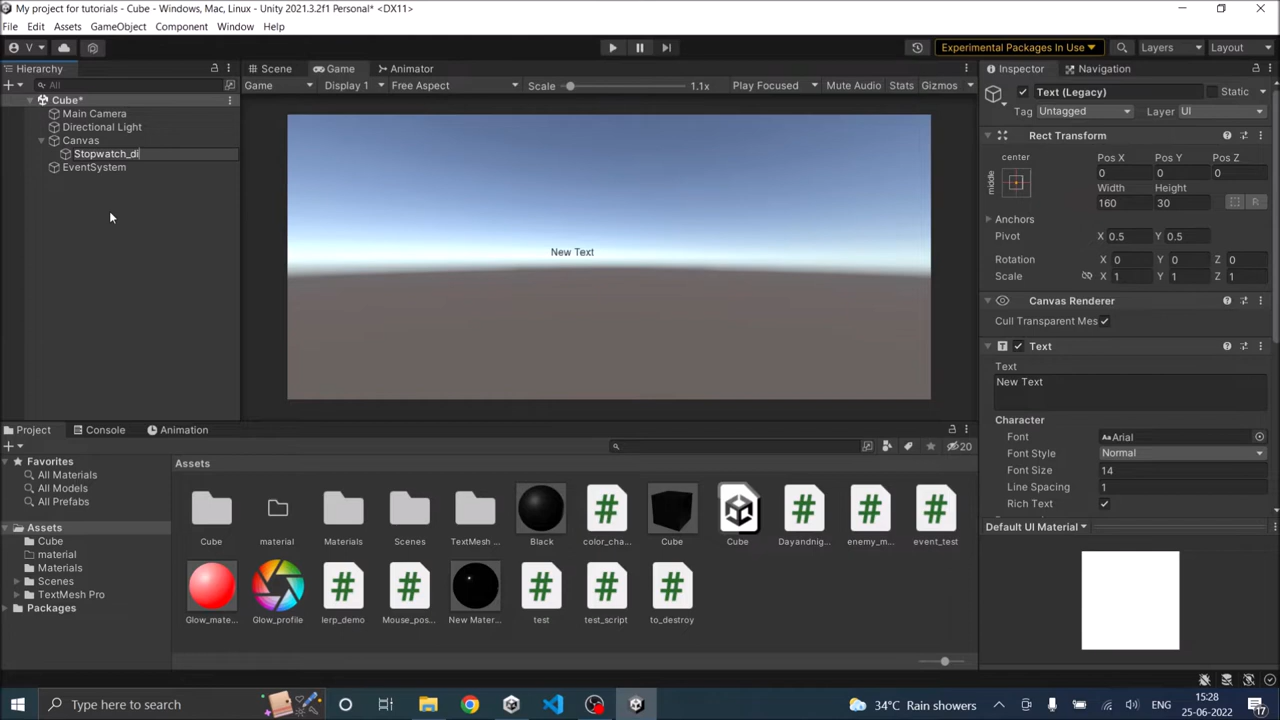 My project for tutorials - Cube - Windows, Mac, Linux - Unity 2021.3.2f1 Personal* <DX11>
File Edit Assets GameObject Component Window Help
V Experimental Packages In Use Layers Layout
Hierarchy Scene Game Animator Inspector Navigation
All Game Display 1 Free Aspect Scale 1.1x Play Focused Mute Audio Stats Gizmos
Text (Legacy) Static
Tag Untagged Layer UI
Cube*
Main Camera
Directional Light
Canvas
Stopwatch_di
EventSystem
New Text
Rect Transform
center Pos X Pos Y Pos Z
middle 0 0 0
Width Height
160 30 R
Anchors
Pivot X 0.5 Y 0.5
Rotation X 0 Y 0 Z 0
Scale X 1 Y 1 Z 1
Canvas Renderer
Cull Transparent Mes
Text
Text
New Text
Character
Font Arial
Font Style Normal
Font Size 14
Line Spacing 1
Rich Text
Default UI Material
Project Console Animation
20
Favorites
All Materials
All Models
All Prefabs
Assets
Cube
material
Materials
Scenes
TextMesh Pro
Packages
Assets
Cube material Materials Scenes TextMesh ... Black color_cha... Cube Cube Dayandnig... enemy_m... event_test
Glow_mate... Glow_profile lerp_demo Mouse_pos... New Mater... test test_script to_destroy
Type here to search
34°C Rain showers ENG 15:28
25-06-2022 17